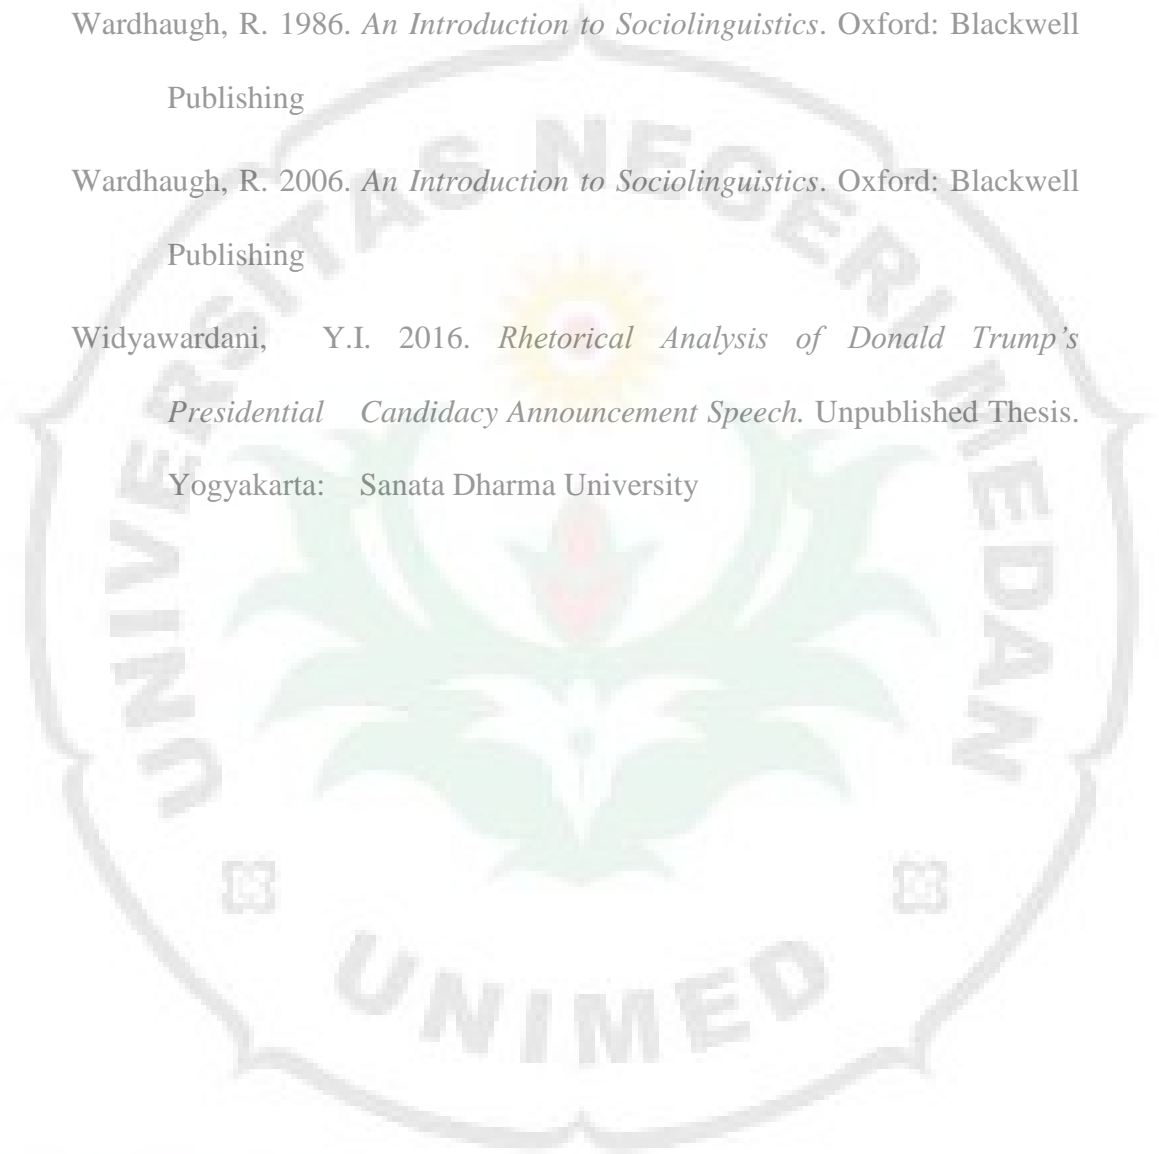 Wardhaugh, R. 1986. An Introduction to Sociolinguistics. Oxford: Blackwell
Publishing
Wardhaugh, R. 2006. An Introduction to Sociolinguistics. Oxford: Blackwell
Publishing
Widyawardani, Y.I. 2016. Rhetorical Analysis of Donald Trump’s
Presidential Candidacy Announcement Speech. Unpublished Thesis.
Yogyakarta: Sanata Dharma University
UNIVERSITAS NEGERI MEDAN
UNIMED